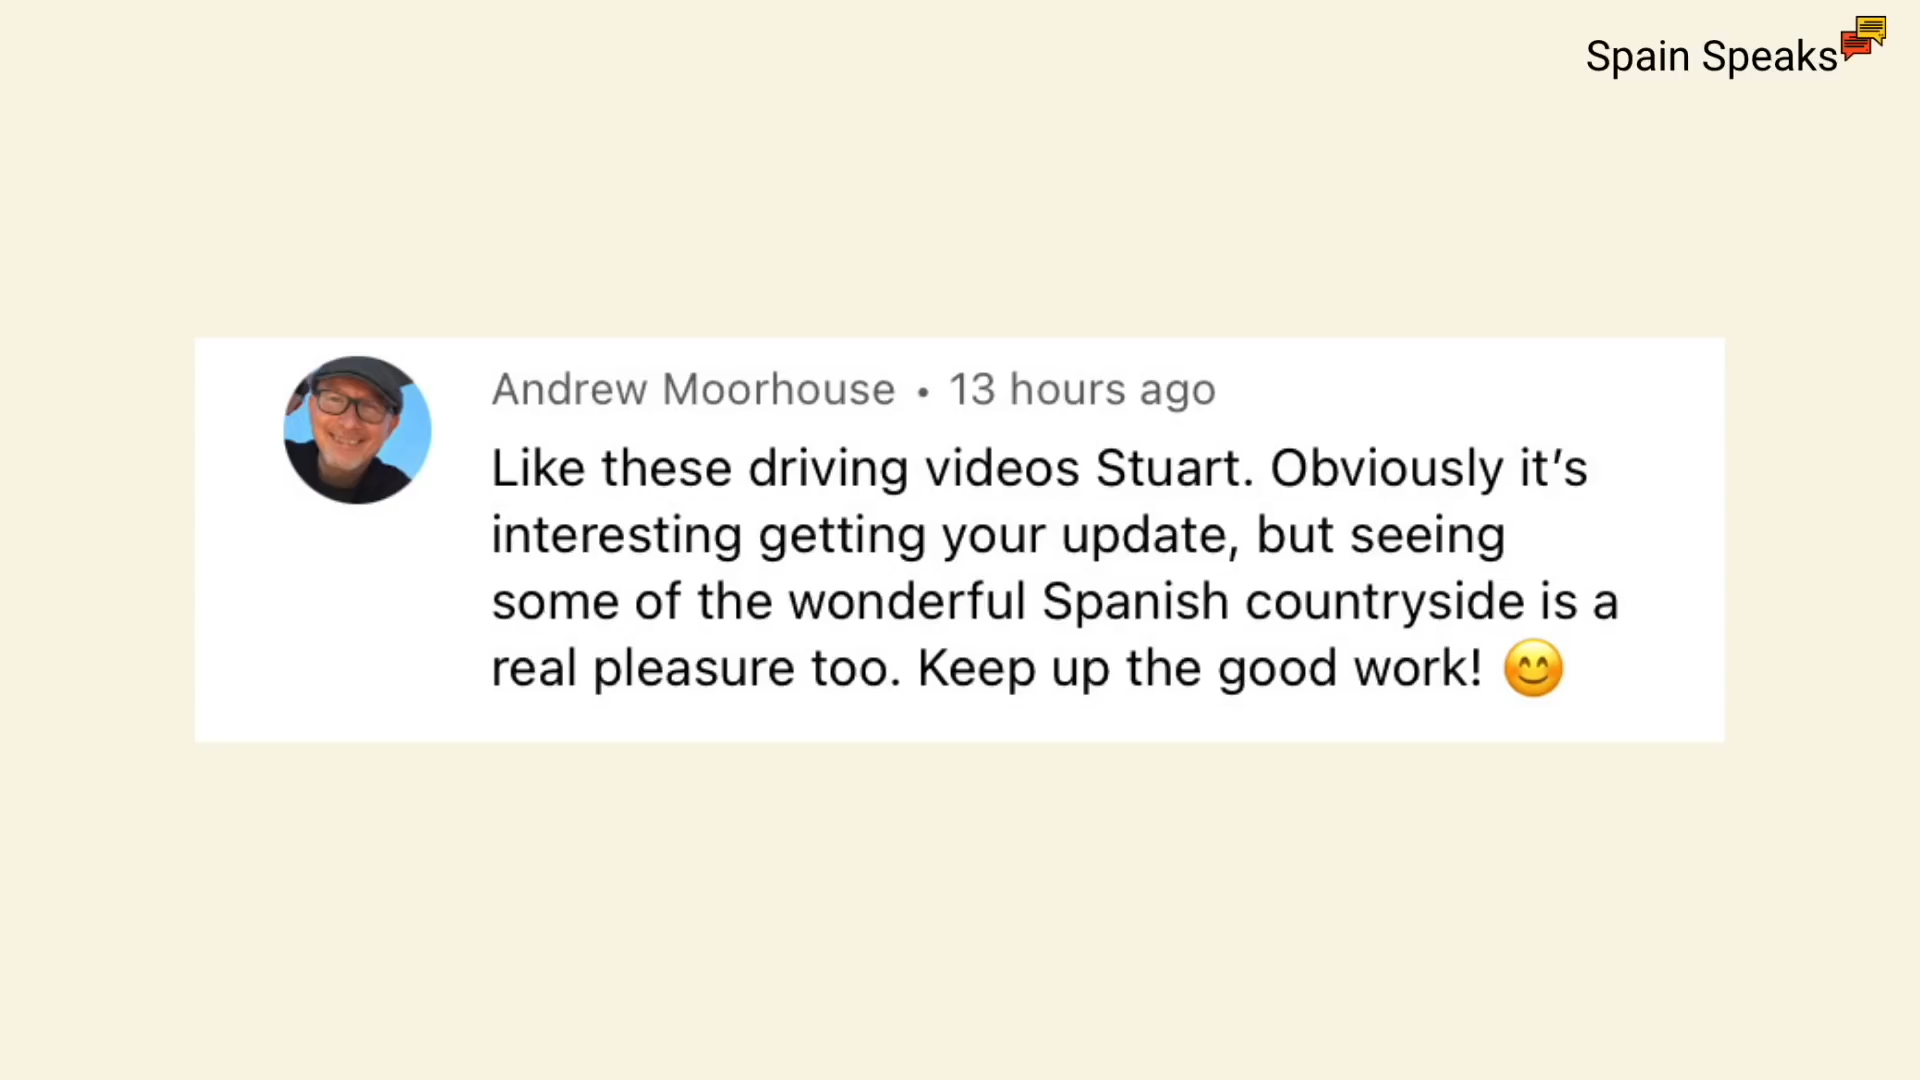 Spain Speaks
Andrew Moorhouse • 13 hours ago
Like these driving videos Stuart. Obviously it’s
interesting getting your update, but seeing
some of the wonderful Spanish countryside is a
real pleasure too. Keep up the good work! 😊